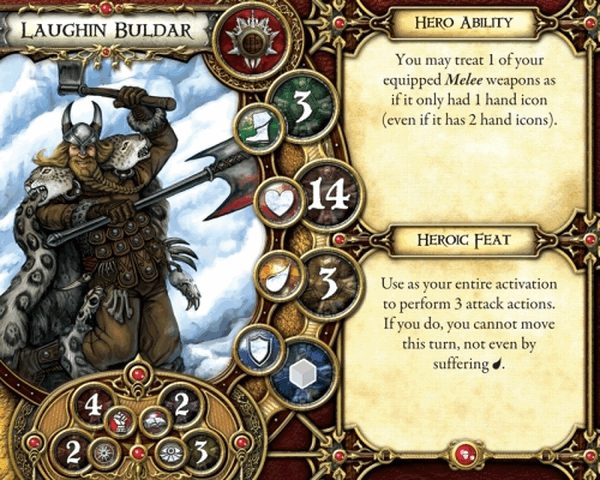 LAUGHIN BULDAR
3
14
3
4
2
2
3
HERO ABILITY
You may treat 1 of your
equipped Melee weapons as
if it only had 1 hand icon
(even if it has 2 hand icons).
HEROIC FEAT
Use as your entire activation
to perform 3 attack actions.
If you do, you cannot move
this turn, not even by
suffering .